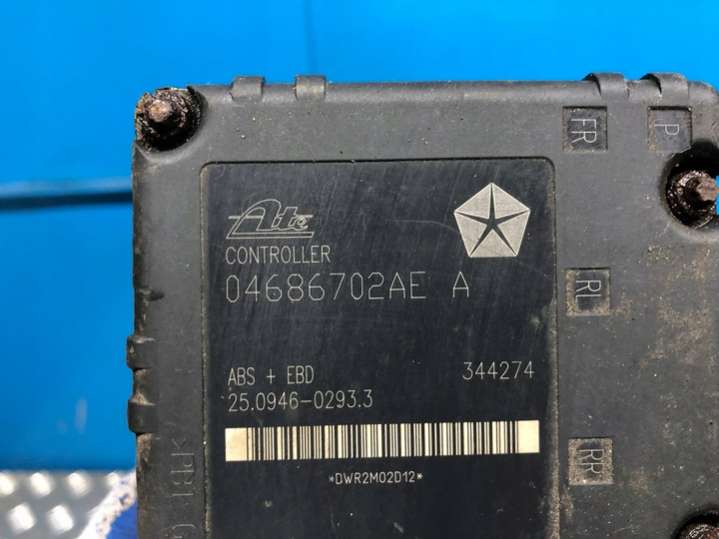 FR
P
Ate
CONTROLLER
04686702AE A
RL
ABS + EBD 344274
25.0946-0293.3
RR
*DWR2M02D12*